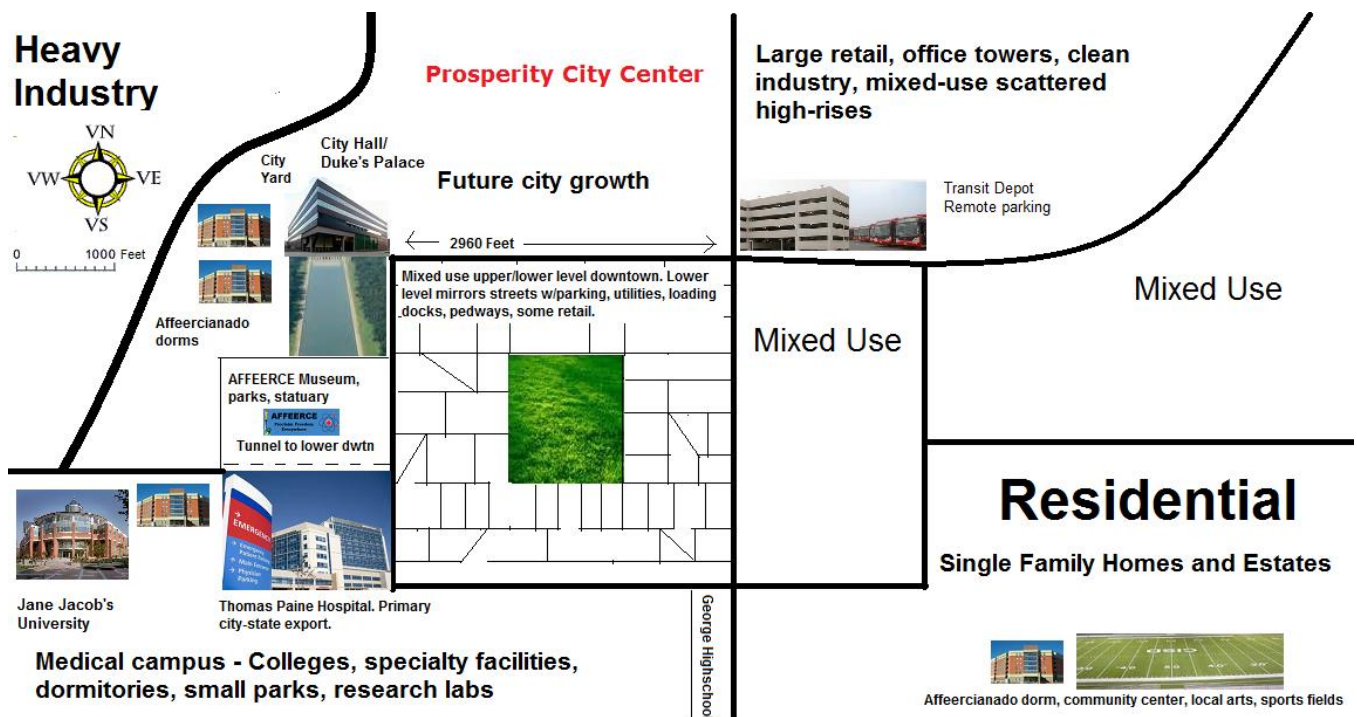 Heavy
Industry
VN
VW
VE
VS
0
1000 Feet
Prosperity City Center
Large retail, office towers, clean
industry, mixed-use scattered
high-rises
City
Yard
City Hall/
Duke's Palace
Future city growth
Transit Depot
Remote parking
2960 Feet
Mixed use upper/lower level downtown. Lower
level mirrors streets w/parking, utilities, loading
docks, pedways, some retail.
Mixed Use
Mixed Use
Affeercianado
dorms
AFFEERCE Museum,
parks, statuary
AFFEERCE
Tunnel to lower dwtn
EMERGENCY
Jane Jacob's
University
Thomas Paine Hospital. Primary
city-state export.
Medical campus - Colleges, specialty facilities,
dormitories, small parks, research labs
George Highschoo
Residential
Single Family Homes and Estates
Affeercianado dorm, community center, local arts, sports fields